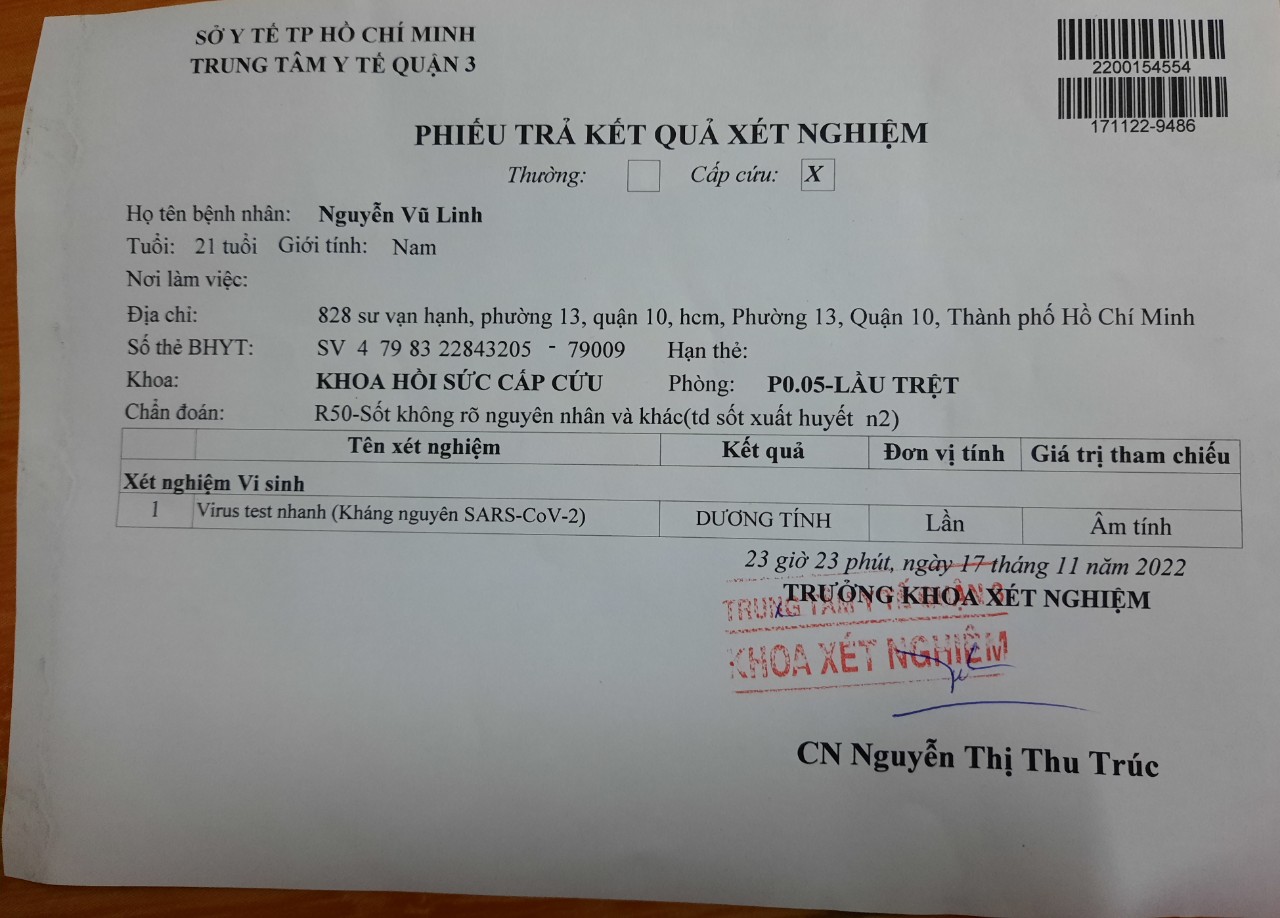 SỞ Y TẾ TP HỒ CHÍ MINH
TRUNG TÂM Y TẾ QUẬN 3
2200154554
171122-9486
PHIẾU TRẢ KẾT QUẢ XÉT NGHIỆM
Thường: Cấp cứu: X
Họ tên bệnh nhân: Nguyễn Vũ Linh
Tuổi: 21 tuổi Giới tính: Nam
Nơi làm việc:
Địa chỉ: 828 sư vạn hạnh, phường 13, quận 10, hcm, Phường 13, Quận 10, Thành phố Hồ Chí Minh
Số thẻ BHYT: SV 4 79 83 22843205 - 79009 Hạn thẻ:
Khoa: KHOA HỒI SỨC CẤP CỨU Phòng: P0.05-LẦU TRỆT
Chẩn đoán: R50-Sốt không rõ nguyên nhân và khác(td sốt xuất huyết n2)
Tên xét nghiệm Kết quả Đơn vị tính Giá trị tham chiếu
Xét nghiệm Vi sinh
1 Virus test nhanh (Kháng nguyên SARS-CoV-2) DƯƠNG TÍNH Lần Âm tính
23 giờ 23 phút, ngày 17 tháng 11 năm 2022
TRƯỞNG KHOA XÉT NGHIỆM
TRUNG TÂM Y TẾ QUẬN 3
KHOA XÉT NGHIỆM
CN Nguyễn Thị Thu Trúc